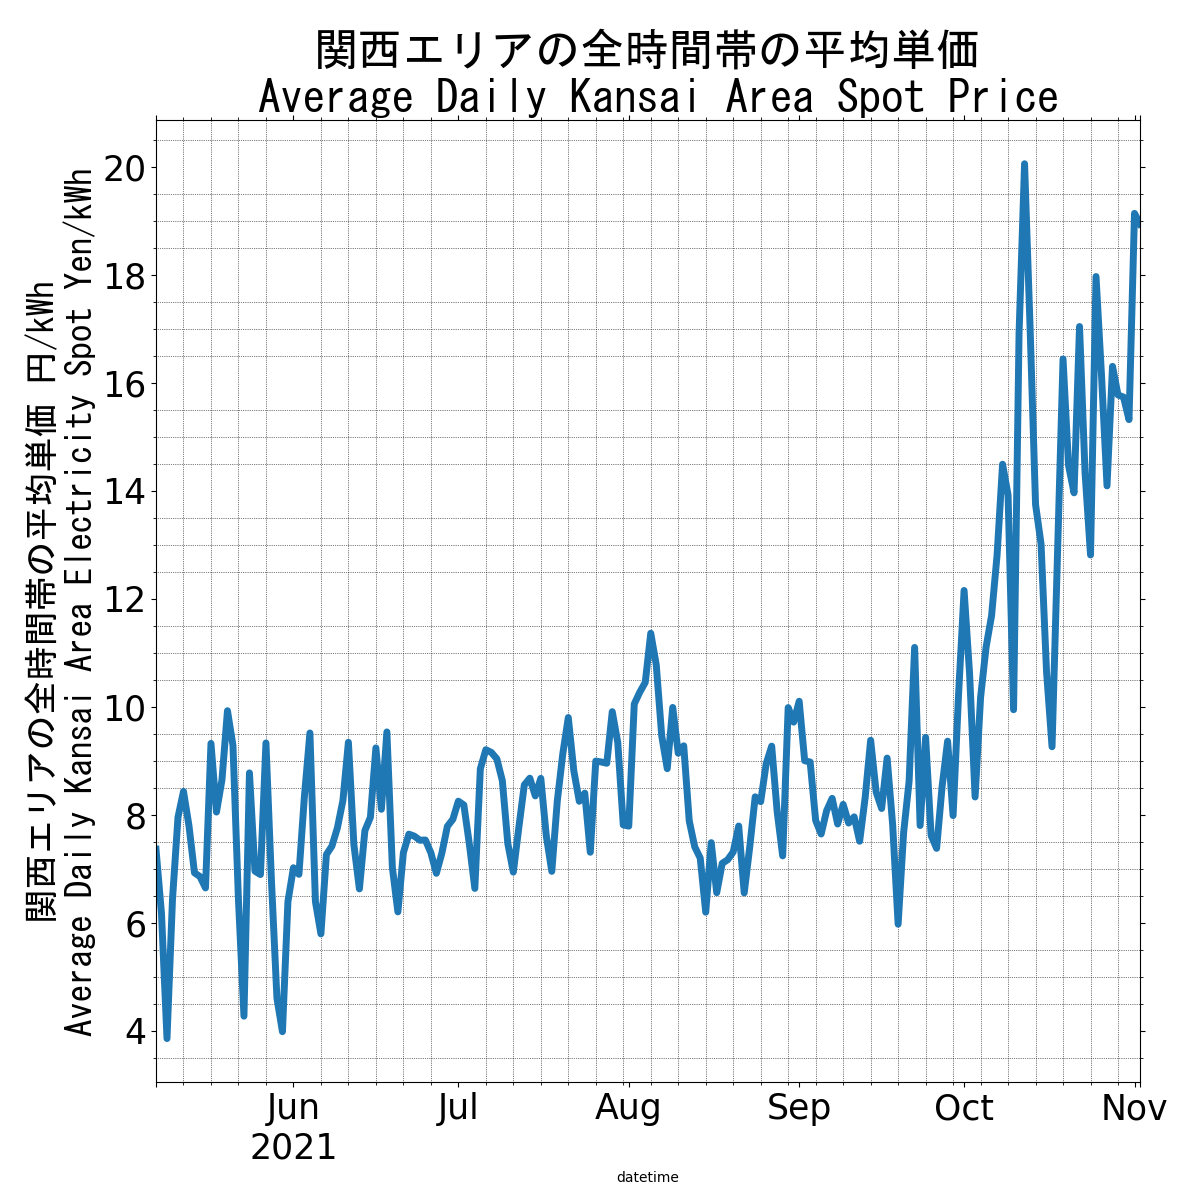 関西エリアの全時間帯の平均単価
Average Daily Kansai Area Spot Price
関西エリアの全時間帯の平均単価 円/kWh
Average Daily Kansai Area Electricity Spot Yen/kWh
20
18
16
14
12
10
8
6
4
Jun
2021
Jul
Aug
Sep
Oct
Nov
datetime